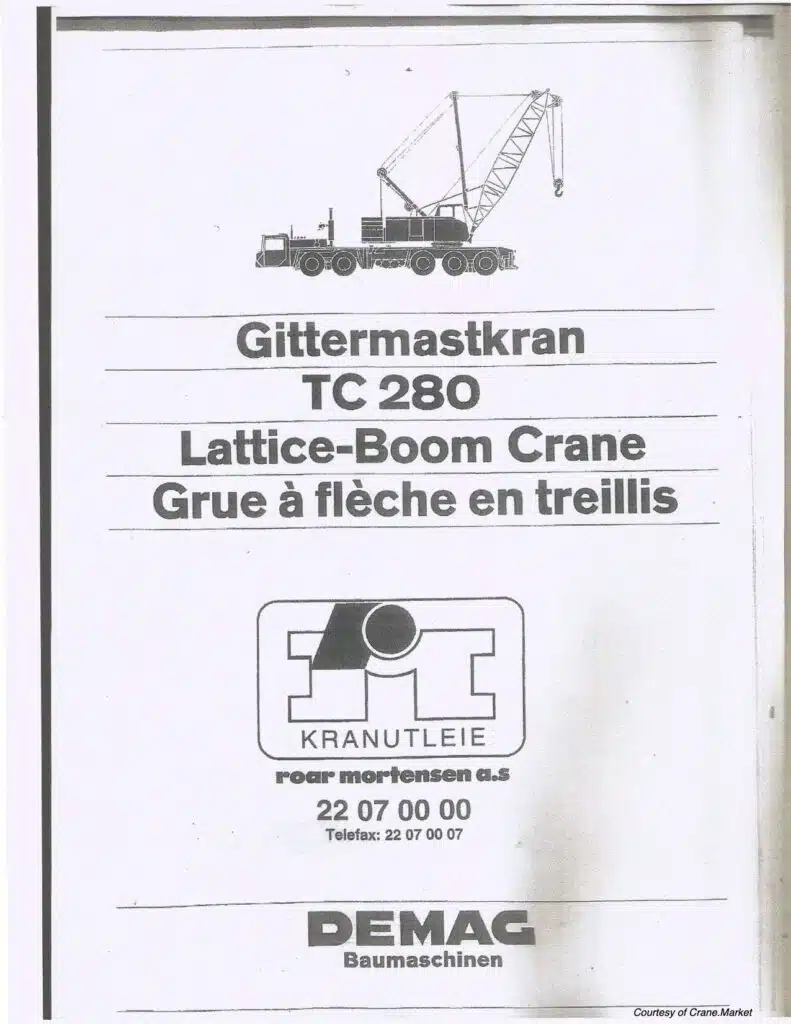 Gittermastkran
TC 280
Lattice-Boom Crane
Grue à flèche en treillis
KRANUTLEIE
roar mortensen a.s
22 07 00 00
Telefax: 22 07 00 07
DEMAG
Baumaschinen
Courtesy of Crane.Market